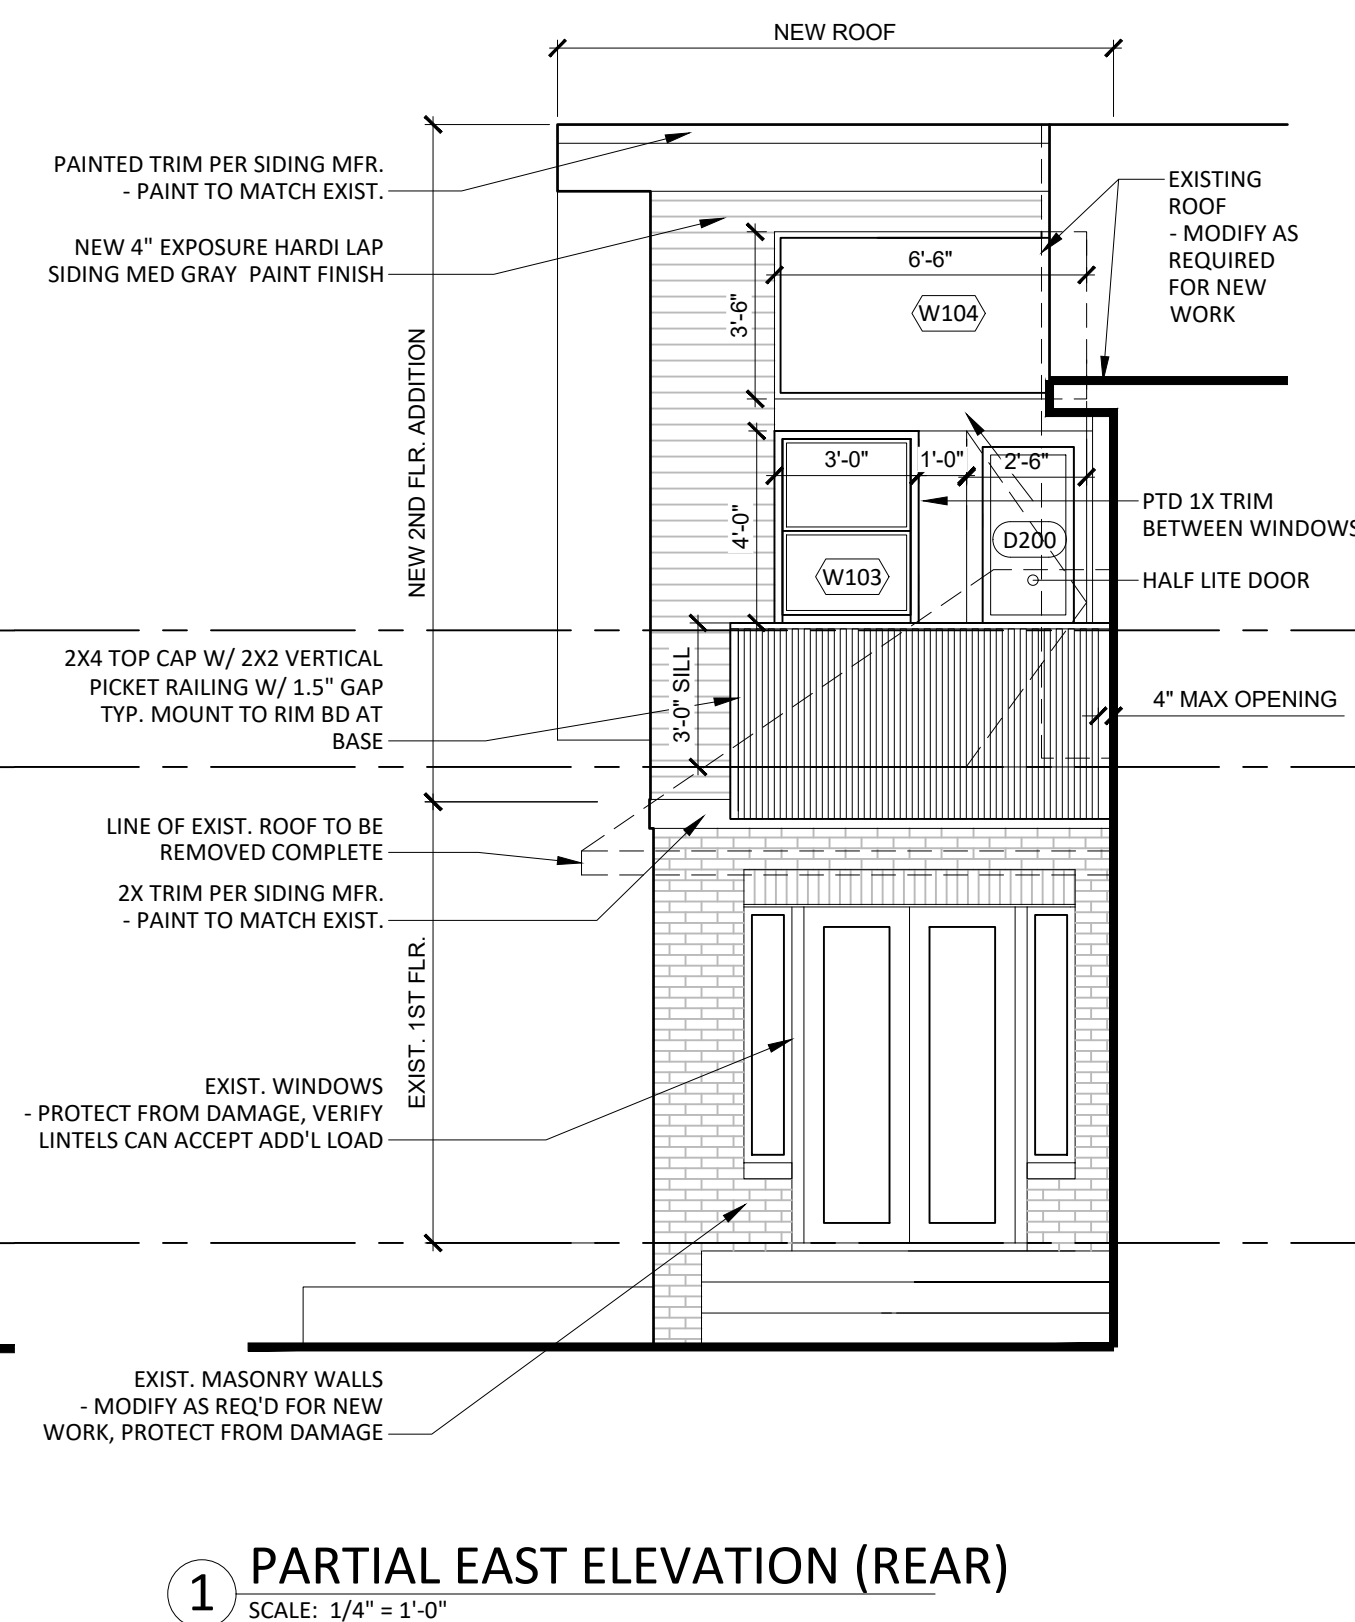 NEW ROOF
PAINTED TRIM PER SIDING MFR.
- PAINT TO MATCH EXIST.
NEW 4" EXPOSURE HARDI LAP
SIDING MED GRAY PAINT FINISH
EXISTING
ROOF
- MODIFY AS
REQUIRED
FOR NEW
WORK
6'-6"
W104
3'-6"
NEW 2ND FLR. ADDITION
3'-0"
1'-0"
2'-6"
4'-0"
W103
D200
PTD 1X TRIM
BETWEEN WINDOWS
HALF LITE DOOR
2X4 TOP CAP W/ 2X2 VERTICAL
PICKET RAILING W/ 1.5" GAP
TYP. MOUNT TO RIM BD AT
BASE
3'-0" SILL
4" MAX OPENING
LINE OF EXIST. ROOF TO BE
REMOVED COMPLETE
2X TRIM PER SIDING MFR.
- PAINT TO MATCH EXIST.
EXIST. 1ST FLR.
EXIST. WINDOWS
- PROTECT FROM DAMAGE, VERIFY
LINTELS CAN ACCEPT ADD'L LOAD
EXIST. MASONRY WALLS
- MODIFY AS REQ'D FOR NEW
WORK, PROTECT FROM DAMAGE
1
PARTIAL EAST ELEVATION (REAR)
SCALE: 1/4" = 1'-0"